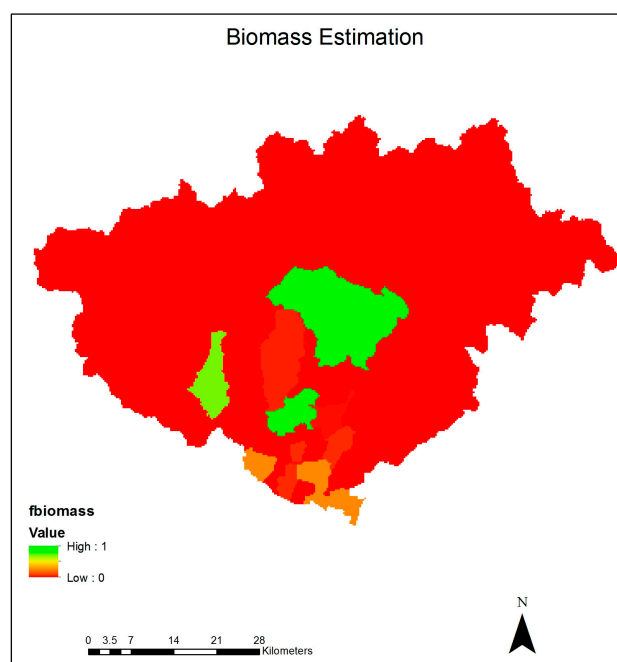 Biomass Estimation
fbiomass
Value
High : 1
Low : 0
N
0 3.5 7 14 21 28
Kilometers